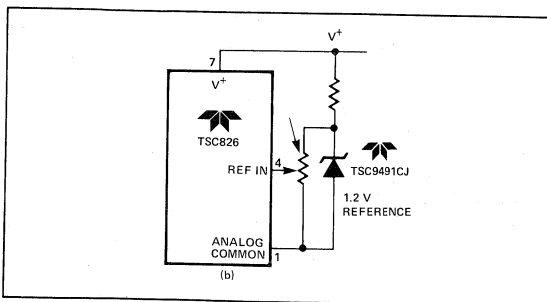 V+
7
V+
TSC826
REF IN
4
TSC9491CJ
1.2 V
REFERENCE
ANALOG
COMMON
1
(b)